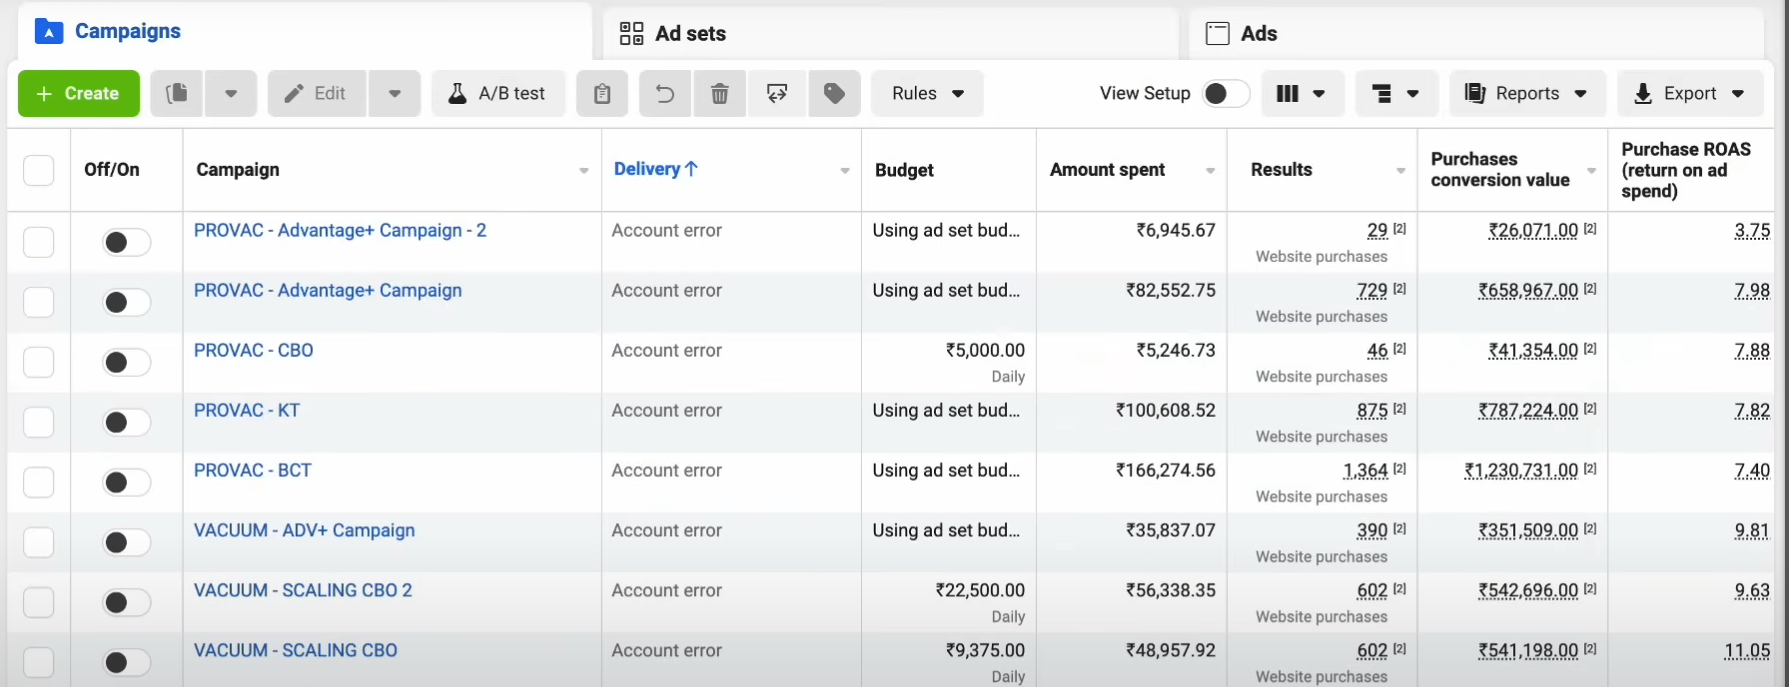 Campaigns
Ad sets
Ads
+ Create
Edit
A/B test
Rules
View Setup
Reports
Export
Off/On
Campaign
Delivery↑
Budget
Amount spent
Results
Purchases
conversion value
Purchase ROAS
(return on ad
spend)
PROVAC - Advantage+ Campaign - 2 Account error Using ad set bud... ₹6,945.67 29 [2] ₹26,071.00 [2] 3.75
Website purchases
PROVAC - Advantage+ Campaign Account error Using ad set bud... ₹82,552.75 729 [2] ₹658,967.00 [2] 7.98
Website purchases
PROVAC - CBO Account error ₹5,000.00 ₹5,246.73 46 [2] ₹41,354.00 [2] 7.88
Daily Website purchases
PROVAC - KT Account error Using ad set bud... ₹100,608.52 875 [2] ₹787,224.00 [2] 7.82
Website purchases
PROVAC - BCT Account error Using ad set bud... ₹166,274.56 1,364 [2] ₹1,230,731.00 [2] 7.40
Website purchases
VACUUM - ADV+ Campaign Account error Using ad set bud... ₹35,837.07 390 [2] ₹351,509.00 [2] 9.81
Website purchases
VACUUM - SCALING CBO 2 Account error ₹22,500.00 ₹56,338.35 602 [2] ₹542,696.00 [2] 9.63
Daily Website purchases
VACUUM - SCALING CBO Account error ₹9,375.00 ₹48,957.92 602 [2] ₹541,198.00 [2] 11.05
Daily Website purchases